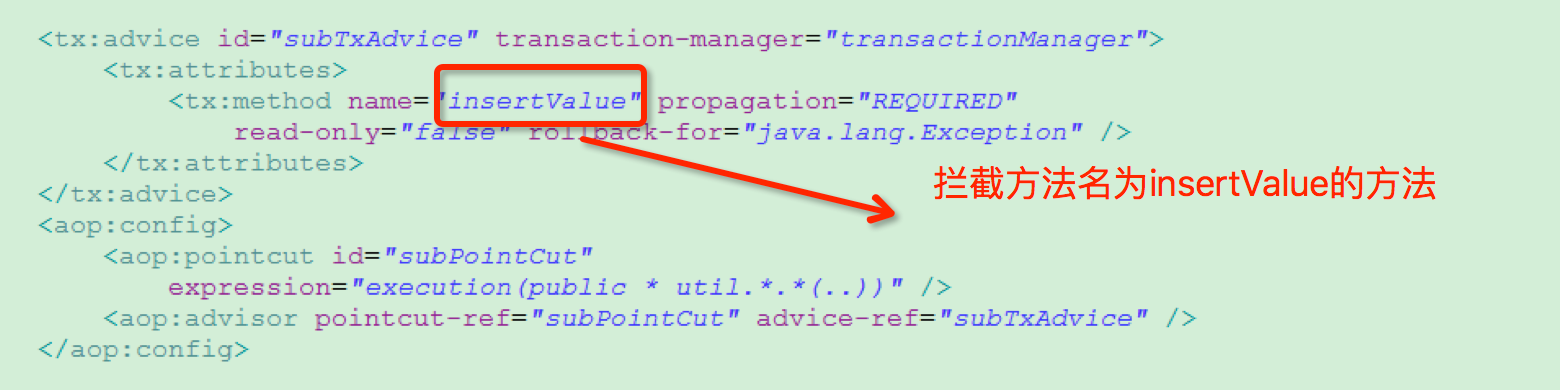 <tx:advice id="subTxAdvice" transaction-manager="transactionManager">
<tx:attributes>
<tx:method name="insertValue" propagation="REQUIRED"
read-only="false" rollback-for="java.lang.Exception" />
</tx:attributes>
拦截方法名为insertValue的方法
</tx:advice>
<aop:config>
<aop:pointcut id="subPointCut"
expression="execution(public * util.*.*(..))" />
<aop:advisor pointcut-ref="subPointCut" advice-ref="subTxAdvice" />
</aop:config>